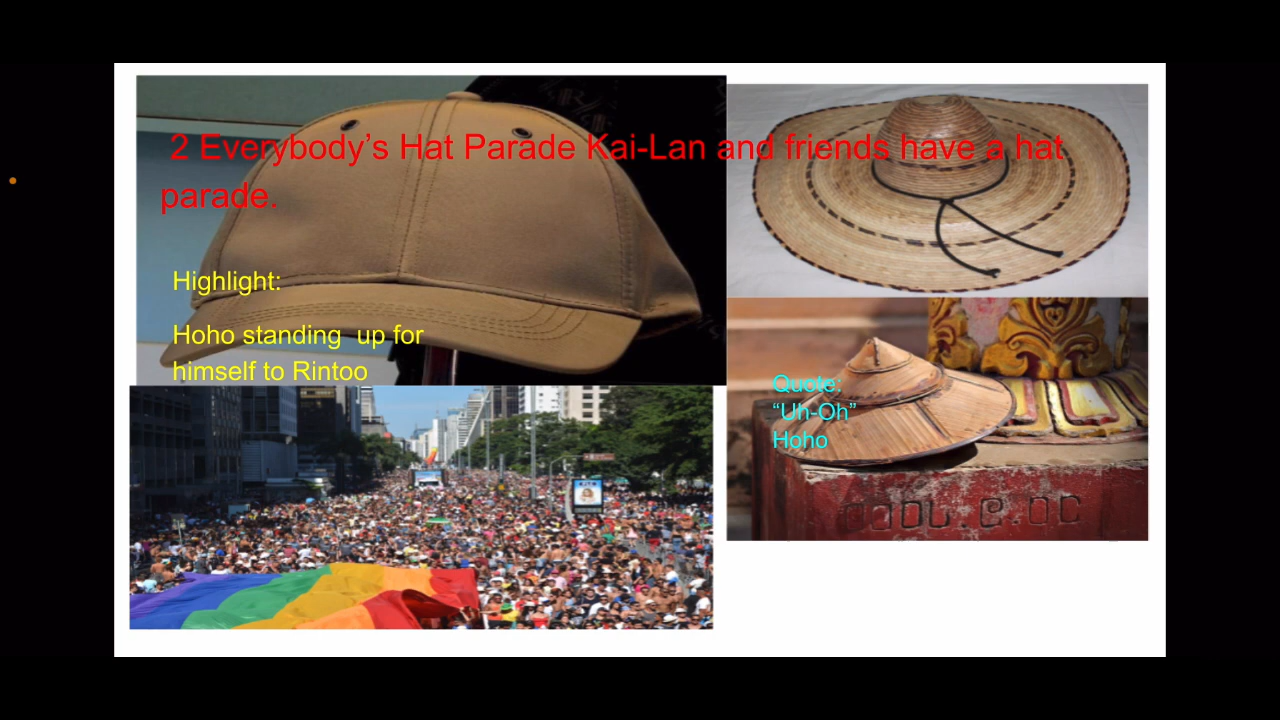 2 Everybody’s Hat Parade Kai-Lan and friends have a hat
parade.
Highlight:
Hoho standing  up for
himself to Rintoo
Quote:
“Uh-Oh”
Hoho